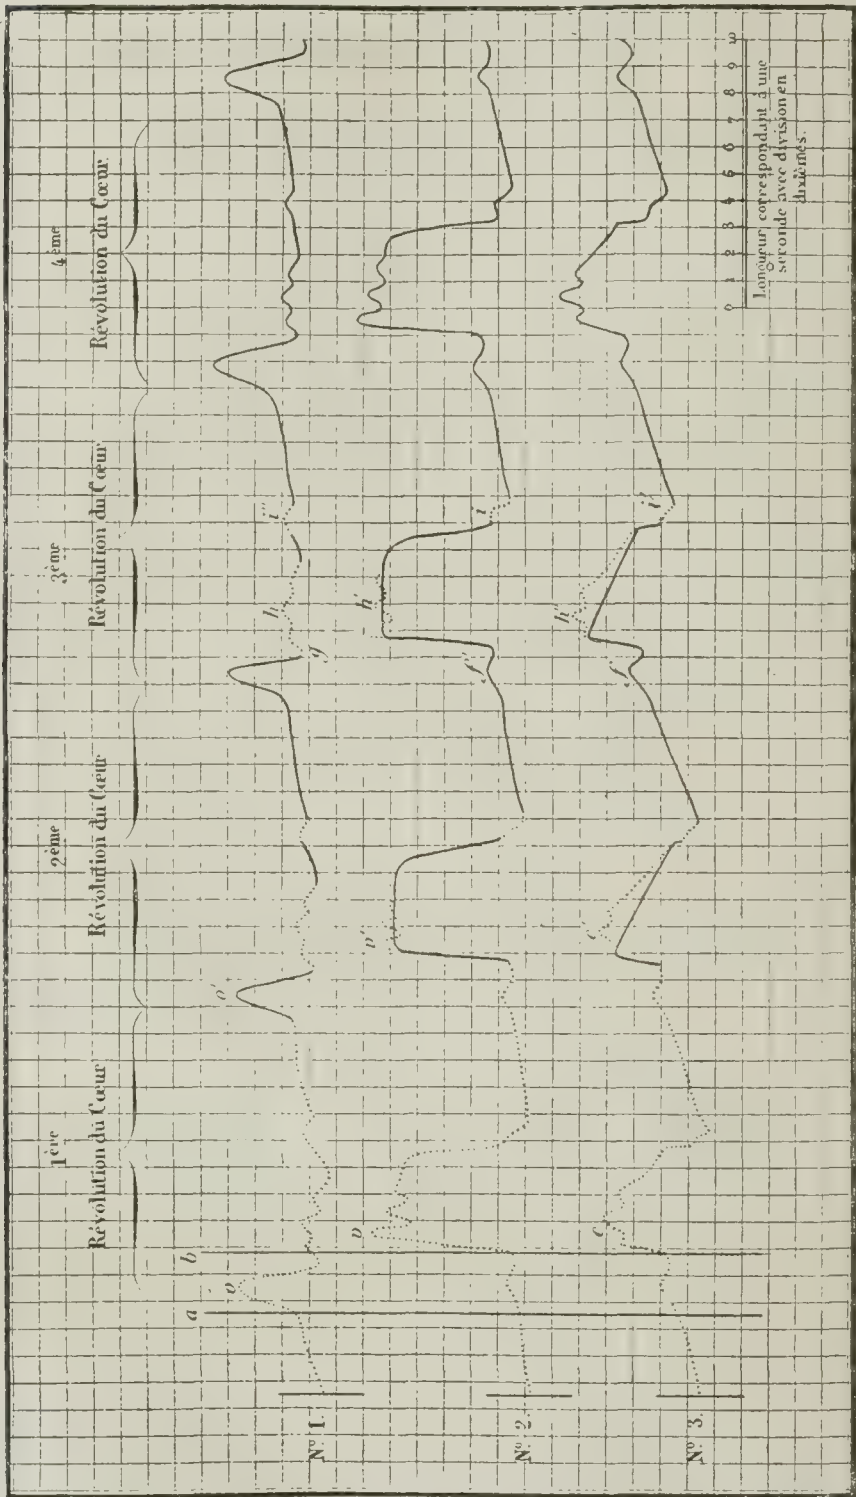 1ère
Révolution du Cœur
2ème
Révolution du Cœur
3ème
Révolution du Cœur
4ème
Révolution du Cœur
a
b
Nº 1.
o
o'
g
h
i''
Nº 2.
v
v'
f
h'
i
Nº 3.
c
c'
f'
h''
i'
0 1 2 3 4 5 6 7 8 9
Longueur correspondant à une
seconde avec division en
dixièmes.